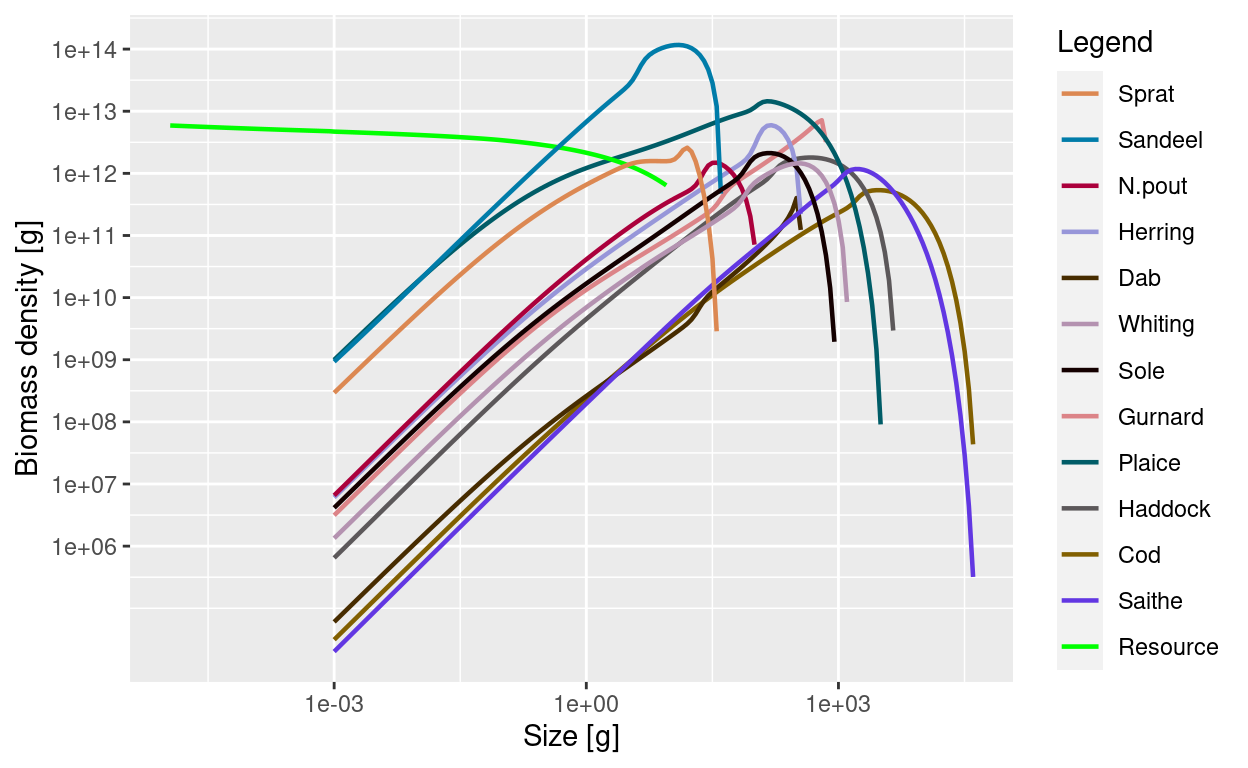 Biomass density [g]
1e+14
1e+13
1e+12
1e+11
1e+10
1e+09
1e+08
1e+07
1e+06
1e-03
1e+00
1e+03
Size [g]
Legend
Sprat
Sandeel
N.pout
Herring
Dab
Whiting
Sole
Gurnard
Plaice
Haddock
Cod
Saithe
Resource